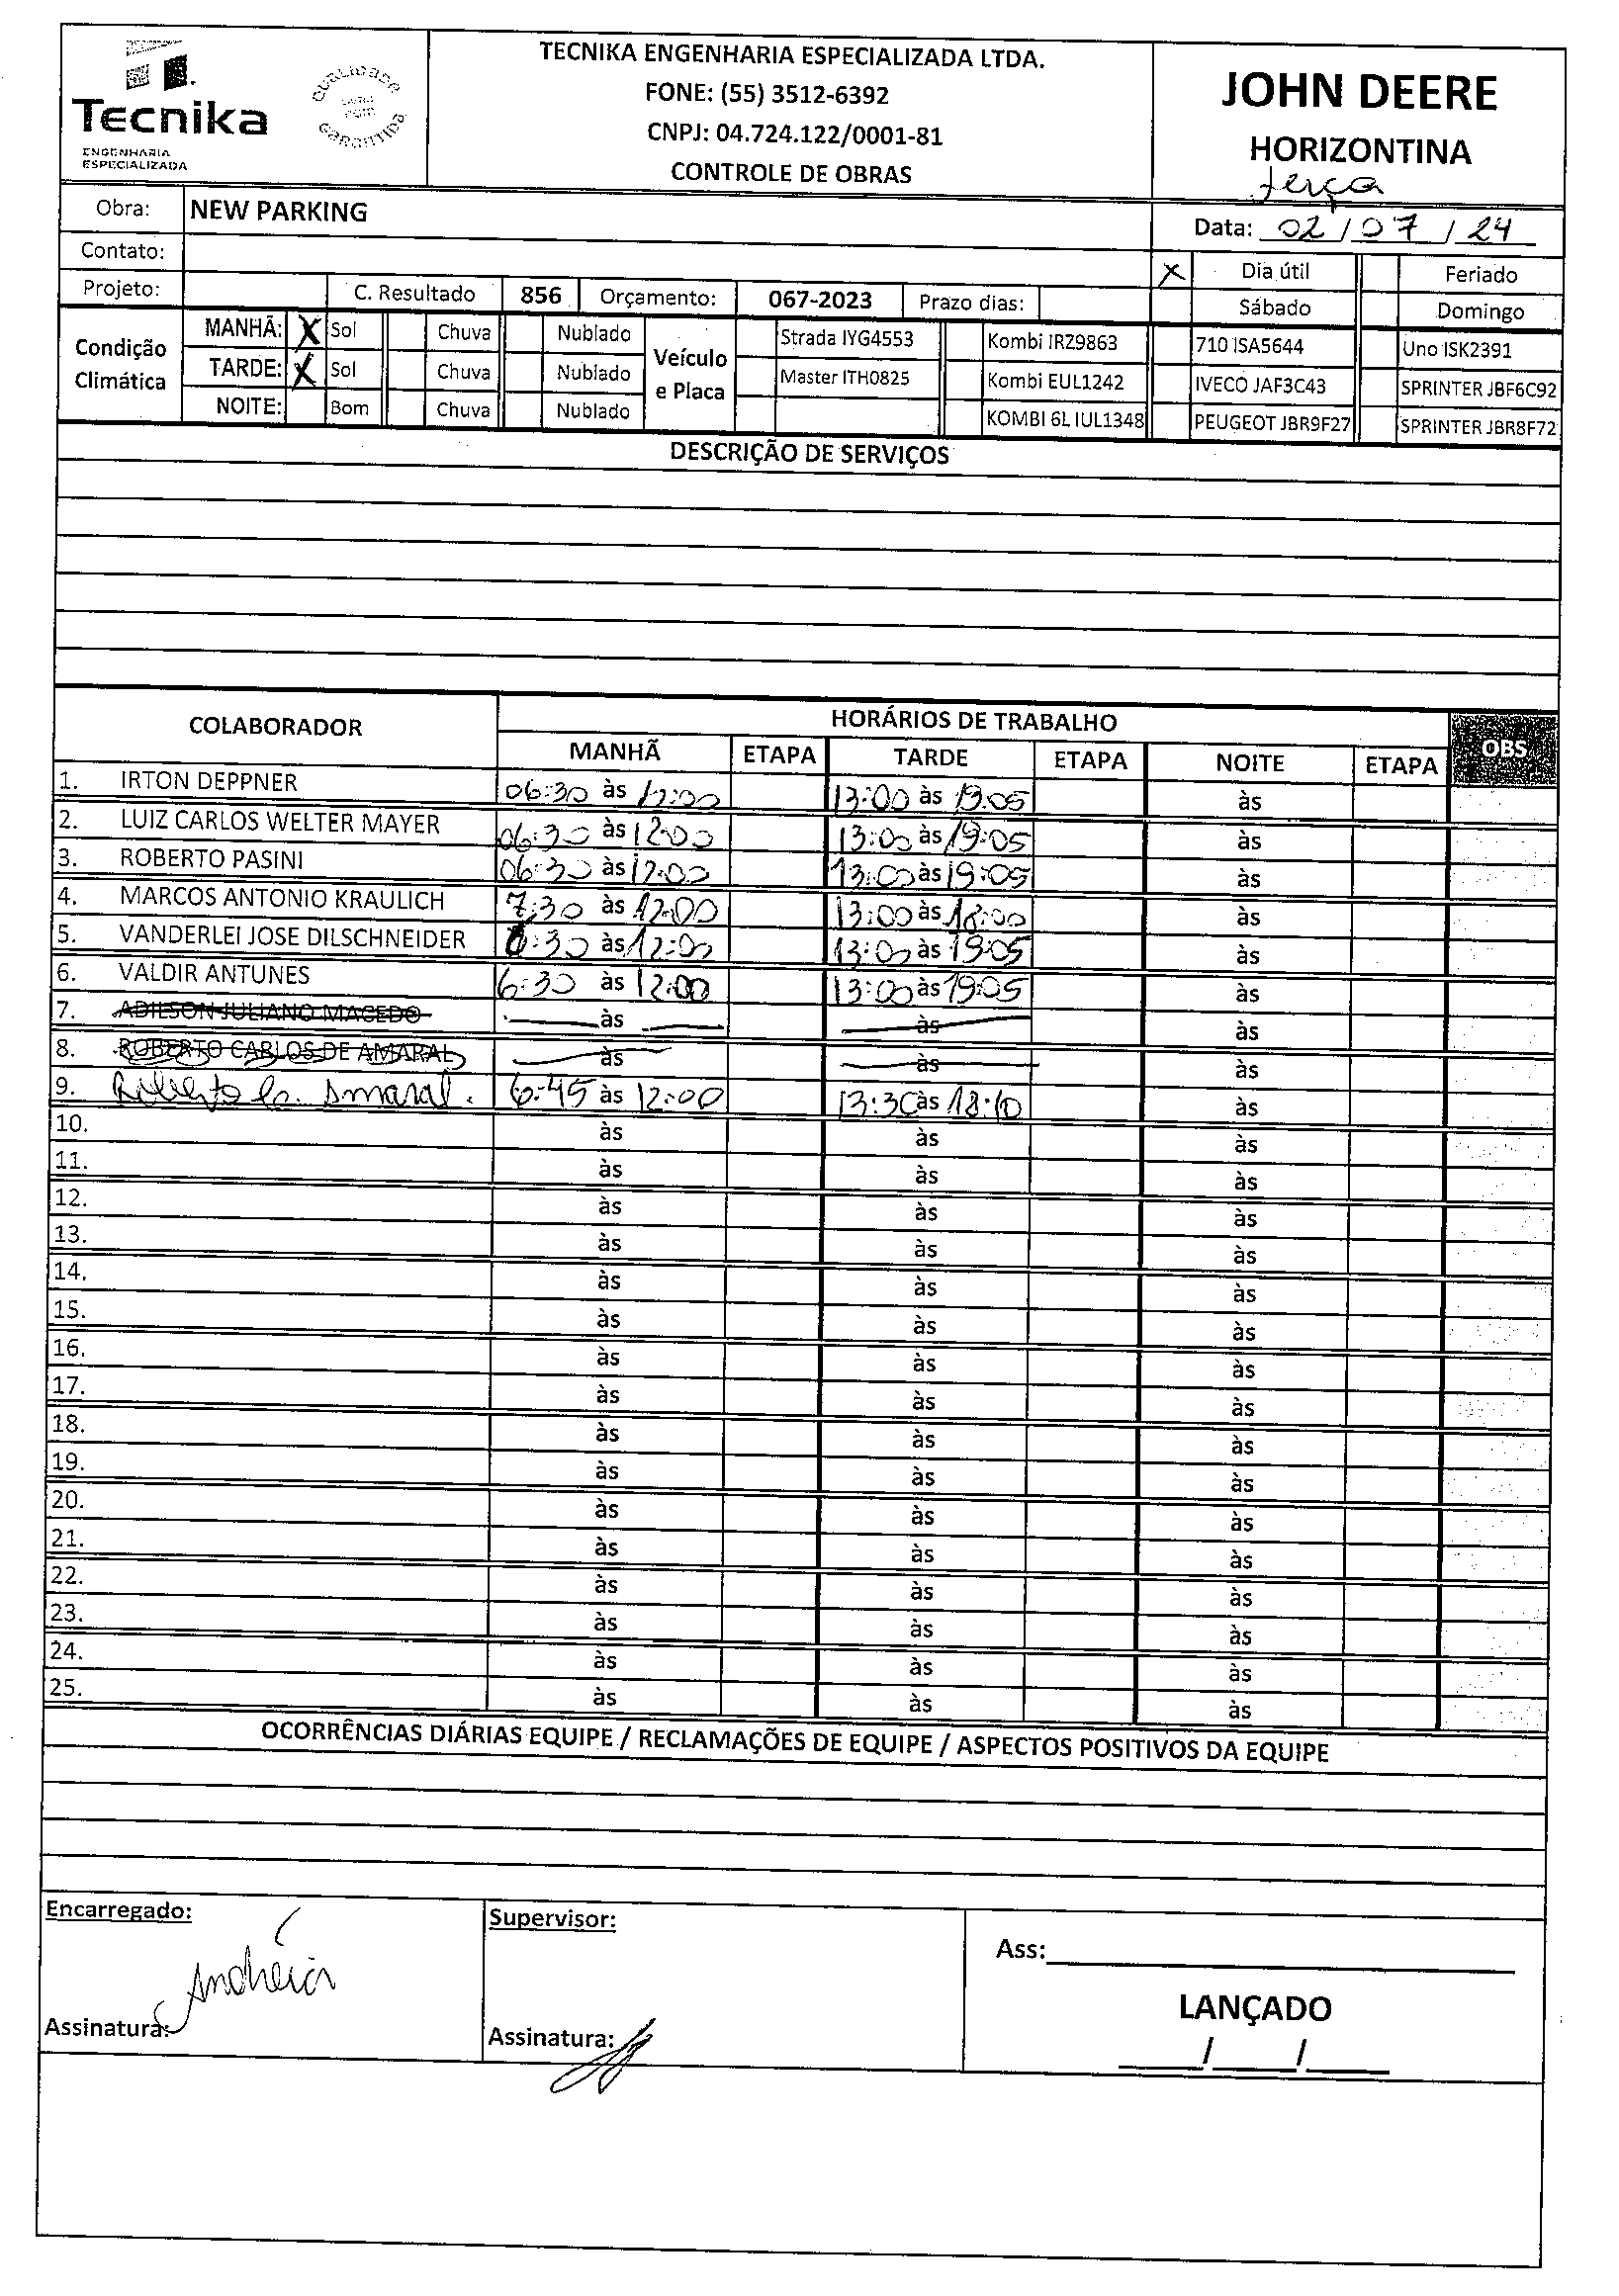 Tecnika
ENGENHARIA
ESPECIALIZADA
QUALIDADE
GARANTIDA
TECNIKA ENGENHARIA ESPECIALIZADA LTDA.
FONE: (55) 3512-6392
CNPJ: 04.724.122/0001-81
CONTROLE DE OBRAS
JOHN DEERE
HORIZONTINA
terça
Obra: NEW PARKING
Data: 02/07/24
Contato:
X Dia útil Feriado
Projeto: C. Resultado 856 Orçamento: 067-2023 Prazo dias: Sábado Domingo
Condição Climática
MANHÃ: X Sol Chuva Nublado
TARDE: X Sol Chuva Nublado
NOITE: Bom Chuva Nublado
Veículo e Placa
Strada IYG4553 Kombi IRZ9863 710 ISA5644 Uno ISK2391
Master ITH0825 Kombi EUL1242 IVECO JAF3C43 SPRINTER JBF6C92
KOMBI 6L IUL1348 PEUGEOT JBR9F27 SPRINTER JBR8F72
DESCRIÇÃO DE SERVIÇOS
COLABORADOR HORÁRIOS DE TRABALHO OBS
MANHÃ ETAPA TARDE ETAPA NOITE ETAPA
1. IRTON DEPPNER 06:30 às 12:00 13:00 às 19:05 às
2. LUIZ CARLOS WELTER MAYER 06:30 às 12:00 13:00 às 19:05 às
3. ROBERTO PASINI 06:30 às 12:00 13:00 às 19:05 às
4. MARCOS ANTONIO KRAULICH 7:30 às 12:00 13:00 às 18:00 às
5. VANDERLEI JOSE DILSCHNEIDER 6:30 às 12:00 13:00 às 19:05 às
6. VALDIR ANTUNES 6:30 às 12:00 13:00 às 19:05 às
7. ADILSON JULIANO MACEDO às às às
8. ROBERTO CARLOS DE AMARAL às às às
9. Roberto C. Amaral. 6:45 às 12:00 13:30 às 18:10 às
10. às às às
11. às às às
12. às às às
13. às às às
14. às às às
15. às às às
16. às às às
17. às às às
18. às às às
19. às às às
20. às às às
21. às às às
22. às às às
23. às às às
24. às às às
25. às às às
OCORRÊNCIAS DIÁRIAS EQUIPE / RECLAMAÇÕES DE EQUIPE / ASPECTOS POSITIVOS DA EQUIPE
Encarregado:
Andréia
Assinatura:
Supervisor:
Assinatura:
Ass:
LANÇADO
/ /